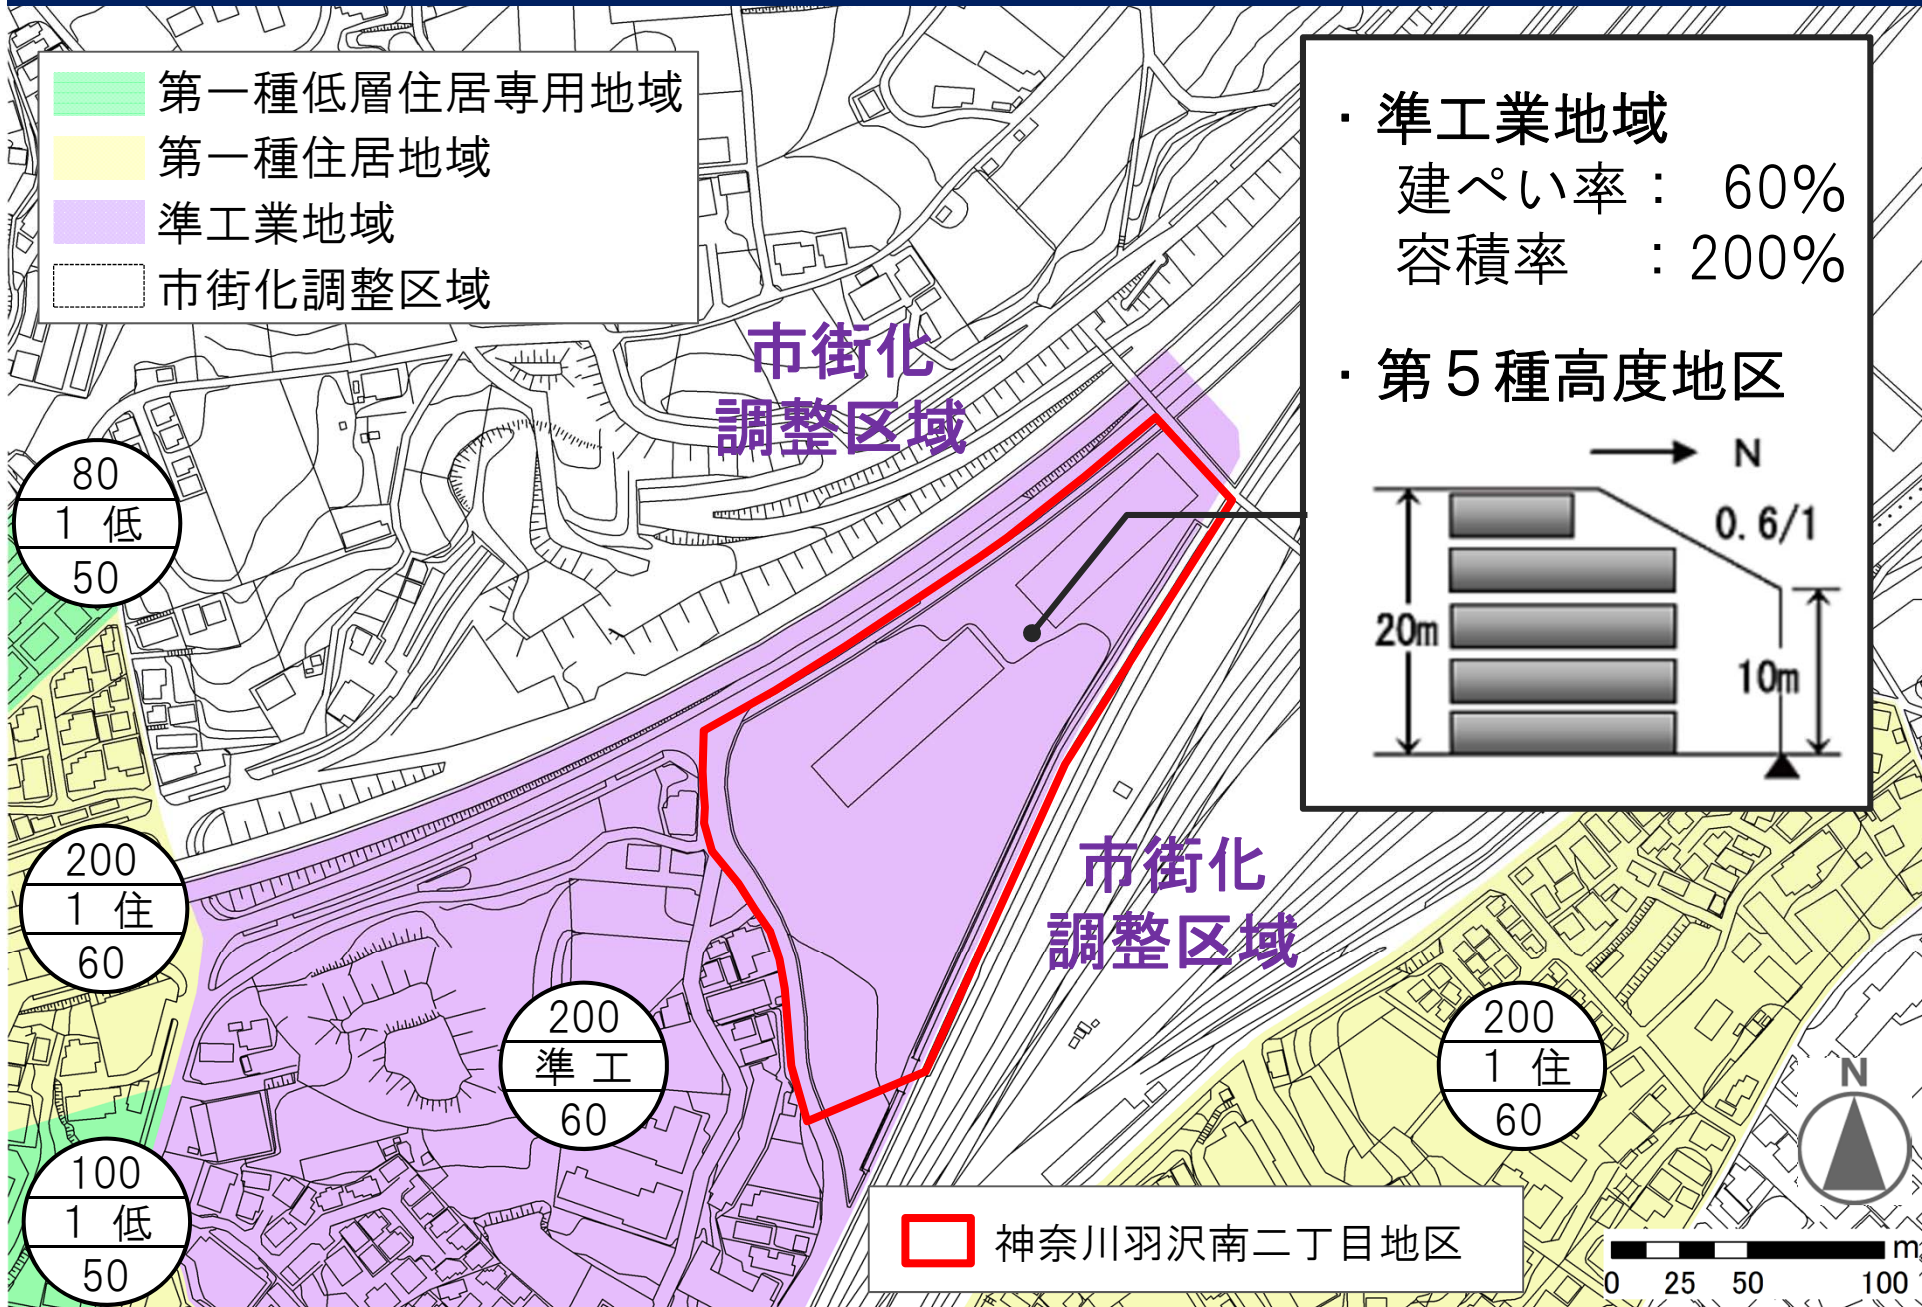 第一種低層住居専用地域
第一種住居地域
準工業地域
市街化調整区域
・準工業地域
建ぺい率： 60%
容積率 ：200%
・第５種高度地区
N
0.6/1
20m
10m
市街化
調整区域
80
1 低
50
200
1 住
60
市街化
調整区域
200
準 工
60
200
1 住
60
100
1 低
50
神奈川羽沢南二丁目地区
N
m
0 25 50 100